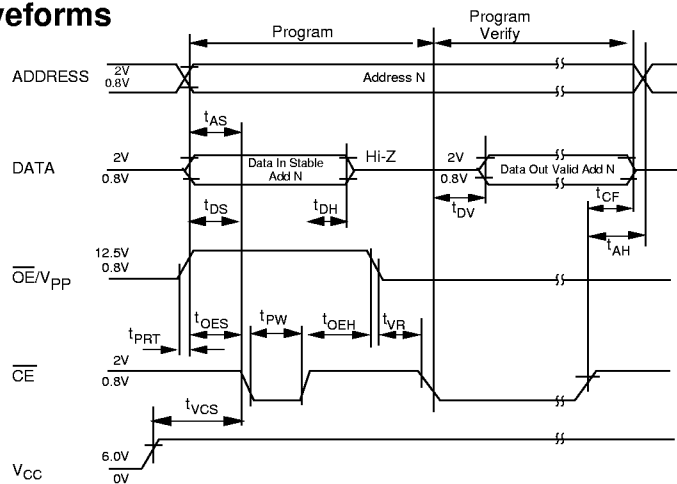 veforms
Program
Program
Verify
ADDRESS
2V
0.8V
Address N
tAS
DATA
2V
0.8V
Data In Stable
Add N
Hi-Z
2V
0.8V
Data Out Valid Add N
tDS
tDH
tDV
tCF
tAH
OE/VPP
12.5V
0.8V
tPRT
tOES
tPW
tOEH
tVR
CE
2V
0.8V
tVCS
VCC
6.0V
0V